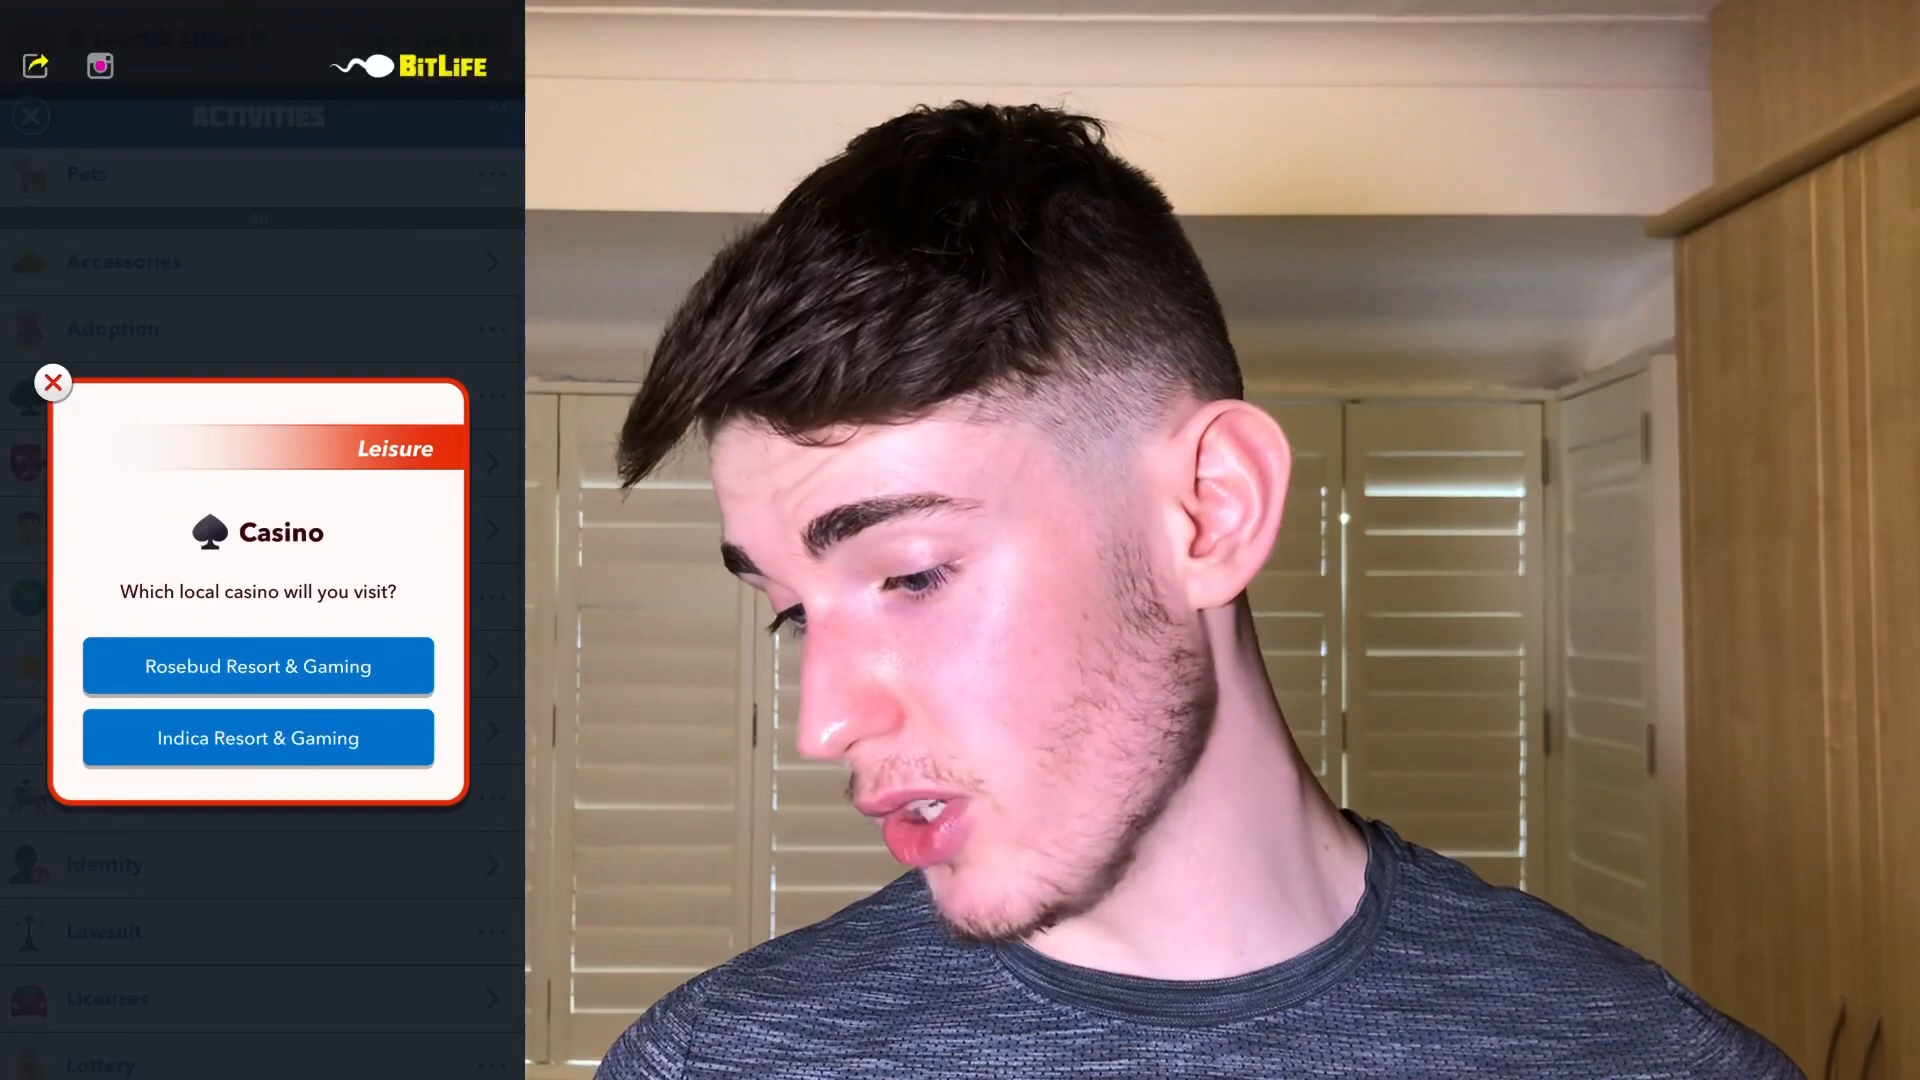 BITLIFE
ACTIVITIES
Pets
Accessories
Adoption
Leisure
Casino
Which local casino will you visit?
Rosebud Resort & Gaming
Indica Resort & Gaming
Identity
Lawsuit
Licenses
Lottery